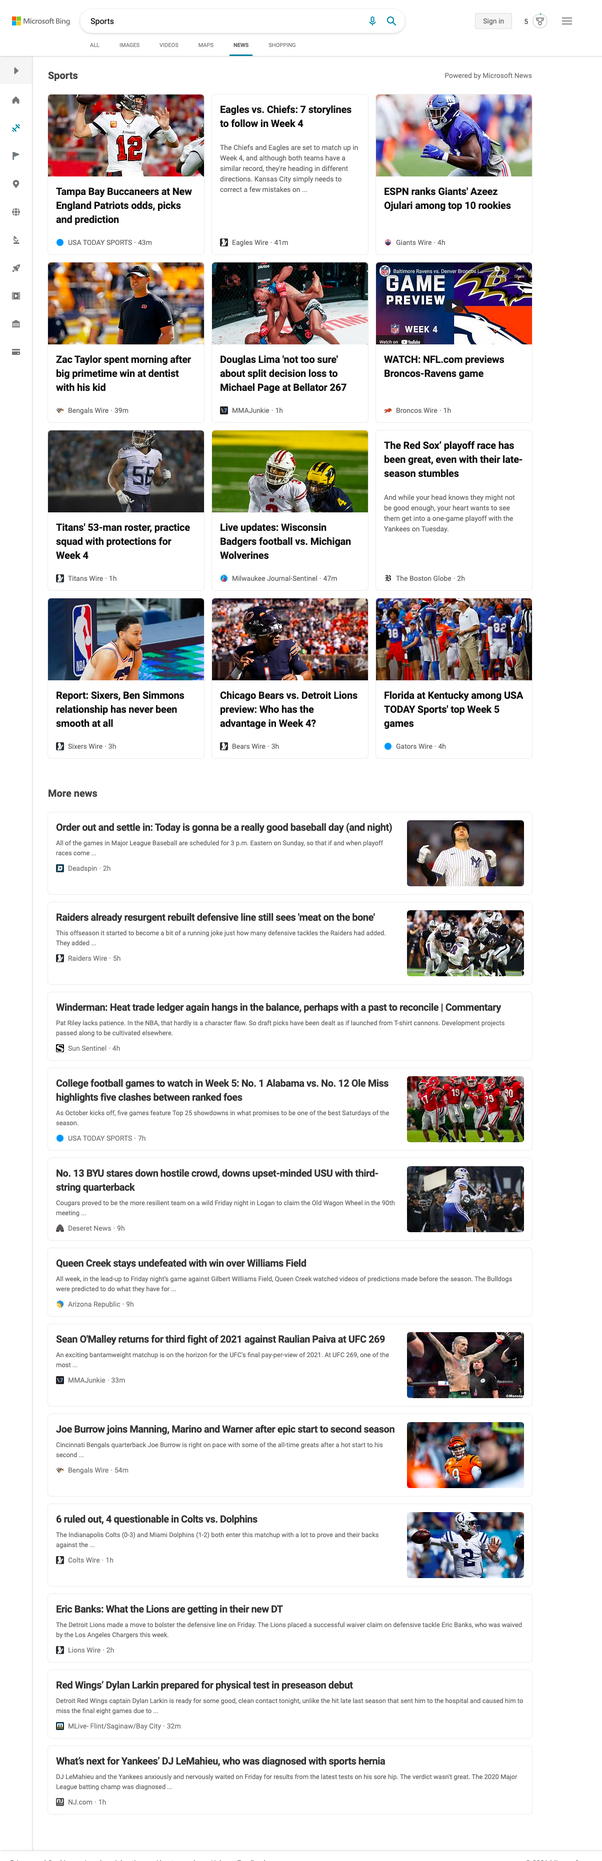 Microsoft Bing
Sports
Sign in
5
ALL
IMAGES
VIDEOS
MAPS
NEWS
SHOPPING
Sports
Powered by Microsoft News
Tampa Bay Buccaneers at New
England Patriots odds, picks
and prediction
USA TODAY SPORTS · 43m
Eagles vs. Chiefs: 7 storylines
to follow in Week 4
The Chiefs and Eagles are set to match up in
Week 4, and although both teams have a
similar record, they're heading in different
directions. Kansas City simply needs to
correct a few mistakes on ...
Eagles Wire · 41m
ESPN ranks Giants' Azeez
Ojulari among top 10 rookies
Giants Wire · 4h
Zac Taylor spent morning after
big primetime win at dentist
with his kid
Bengals Wire · 39m
Douglas Lima 'not too sure'
about split decision loss to
Michael Page at Bellator 267
MMAJunkie · 1h
Baltimore Ravens vs. Denver Broncos
GAME
PREVIEW
WEEK 4
Watch on YouTube
WATCH: NFL.com previews
Broncos-Ravens game
Broncos Wire · 1h
Titans' 53-man roster, practice
squad with protections for
Week 4
Titans Wire · 1h
Live updates: Wisconsin
Badgers football vs. Michigan
Wolverines
Milwaukee Journal-Sentinel · 47m
The Red Sox' playoff race has
been great, even with their late-
season stumbles
And while your head knows they might not
be good enough, your heart wants to see
them get into a one-game playoff with the
Yankees on Tuesday.
The Boston Globe · 2h
Report: Sixers, Ben Simmons
relationship has never been
smooth at all
Sixers Wire · 3h
Chicago Bears vs. Detroit Lions
preview: Who has the
advantage in Week 4?
Bears Wire · 3h
Florida at Kentucky among USA
TODAY Sports' top Week 5
games
Gators Wire · 4h
More news
Order out and settle in: Today is gonna be a really good baseball day (and night)
All of the games in Major League Baseball are scheduled for 3 p.m. Eastern on Sunday, so that if and when playoff
races come ...
Deadspin · 2h
Raiders already resurgent rebuilt defensive line still sees 'meat on the bone'
This offseason it started to become a bit of a running joke just how many defensive tackles the Raiders had added.
They added ...
Raiders Wire · 5h
Winderman: Heat trade ledger again hangs in the balance, perhaps with a past to reconcile | Commentary
Pat Riley lacks patience. In the NBA, that hardly is a character flaw. So draft picks have been dealt as if launched from T-shirt cannons. Development projects
passed along to be cultivated elsewhere.
Sun Sentinel · 4h
College football games to watch in Week 5: No. 1 Alabama vs. No. 12 Ole Miss
highlights five clashes between ranked foes
As October kicks off, five games feature Top 25 showdowns in what promises to be one of the best Saturdays of the
season.
USA TODAY SPORTS · 7h
No. 13 BYU stares down hostile crowd, downs upset-minded USU with third-
string quarterback
Cougars proved to be the more resilient team on a wild Friday night in Logan to claim the Old Wagon Wheel in the 90th
meeting ...
Deseret News · 9h
Queen Creek stays undefeated with win over Williams Field
All week, in the lead-up to Friday night's game against Gilbert Williams Field, Queen Creek watched videos of predictions made before the season. The Bulldogs
were predicted to do what they have for ...
Arizona Republic · 9h
Sean O'Malley returns for third fight of 2021 against Raulian Paiva at UFC 269
An exciting bantamweight matchup is on the horizon for the UFC's final pay-per-view of 2021. At UFC 269, one of the
most ...
MMAJunkie · 33m
Joe Burrow joins Manning, Marino and Warner after epic start to second season
Cincinnati Bengals quarterback Joe Burrow is right on pace with some of the all-time greats after a hot start to his
second ...
Bengals Wire · 54m
6 ruled out, 4 questionable in Colts vs. Dolphins
The Indianapolis Colts (0-3) and Miami Dolphins (1-2) both enter this matchup with a lot to prove and their backs
against the ...
Colts Wire · 1h
Eric Banks: What the Lions are getting in their new DT
The Detroit Lions made a move to bolster the defensive line on Friday. The Lions placed a successful waiver claim on defensive tackle Eric Banks, who was waived
by the Los Angeles Chargers this week.
Lions Wire · 2h
Red Wings' Dylan Larkin prepared for physical test in preseason debut
Detroit Red Wings captain Dylan Larkin is ready for some good, clean contact tonight, unlike the hit late last season that sent him to the hospital and caused him to
miss the final eight games due to ...
MLive- Flint/Saginaw/Bay City · 32m
What's next for Yankees' DJ LeMahieu, who was diagnosed with sports hernia
DJ LeMahieu and the Yankees anxiously and nervously waited on Friday for results from the latest tests on his sore hip. The verdict wasn't great. The 2020 Major
League batting champ was diagnosed ...
NJ.com · 1h